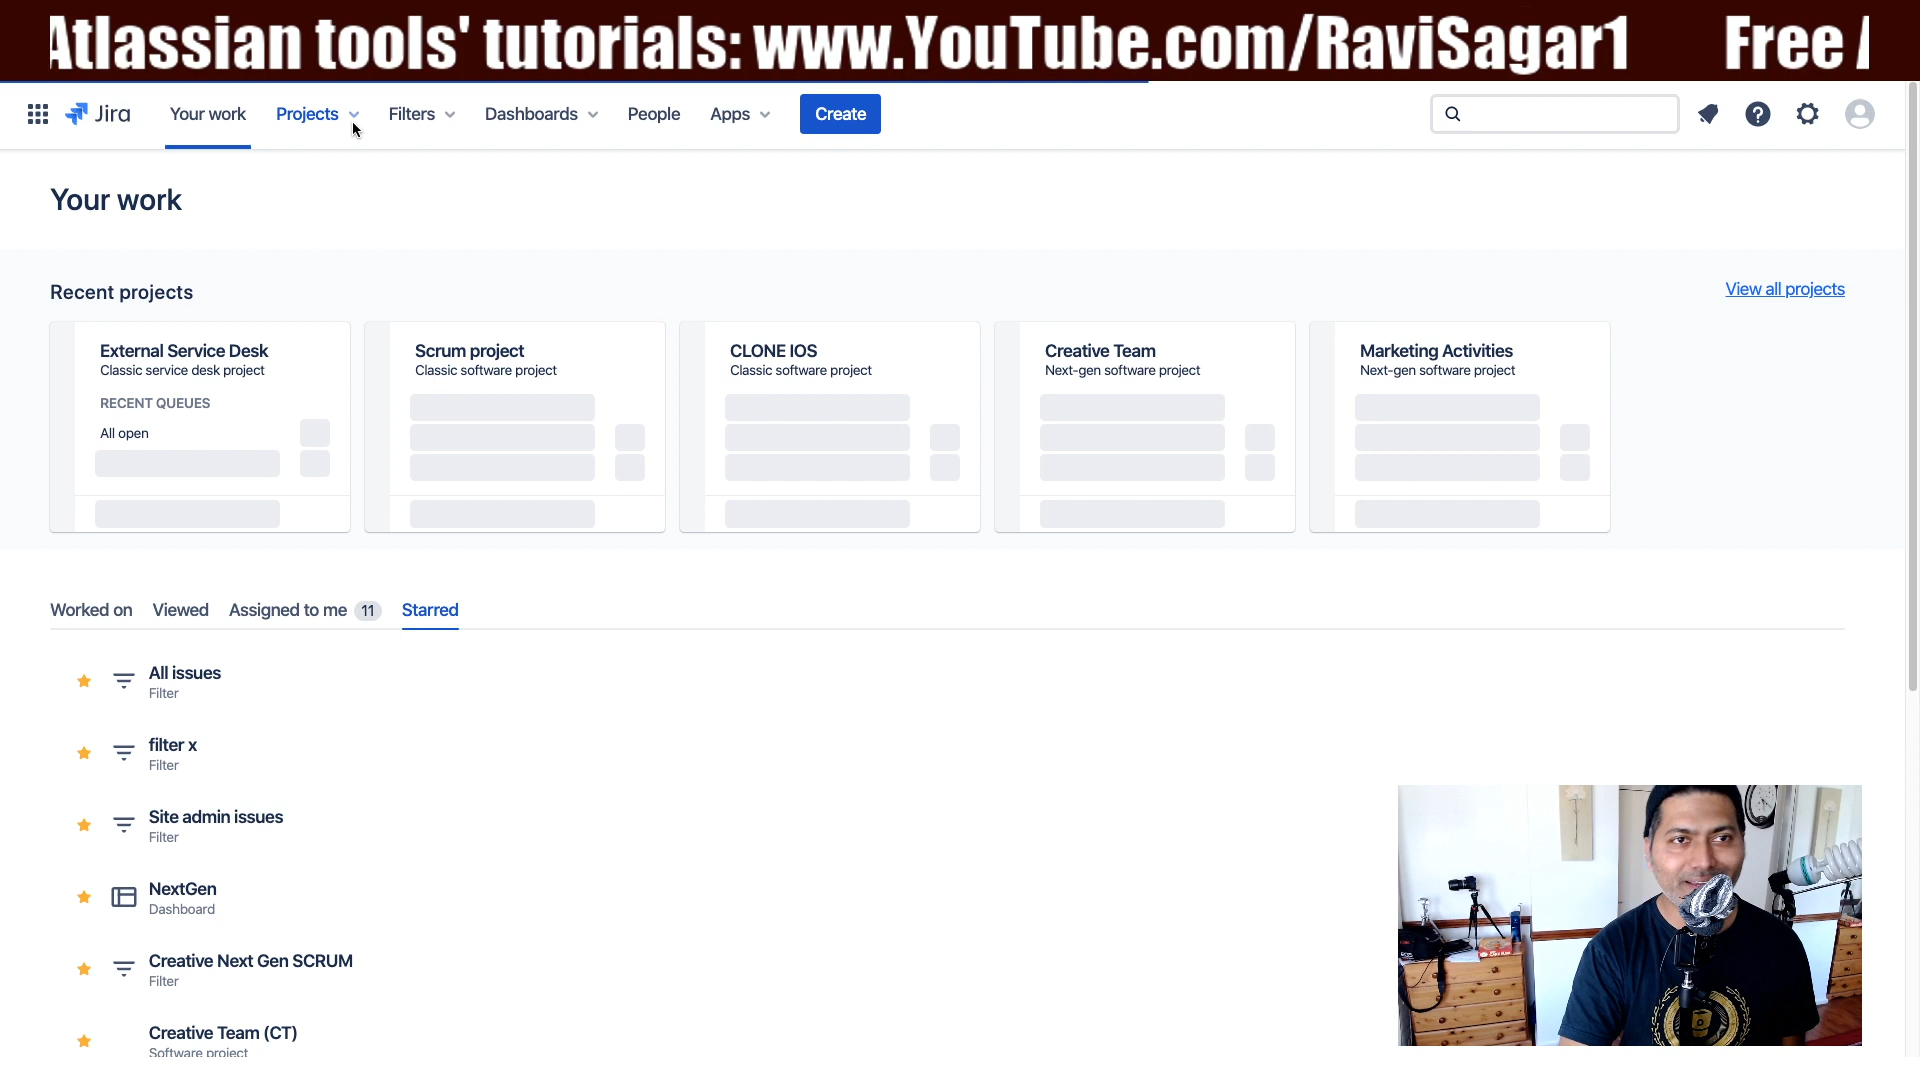 Atlassian tools' tutorials: www.YouTube.com/RaviSagar1 Free
Jira Your work Projects Filters Dashboards People Apps Create
Your work
Recent projects View all projects
External Service Desk
Classic service desk project
RECENT QUEUES
All open
Scrum project
Classic software project
CLONE IOS
Classic software project
Creative Team
Next-gen software project
Marketing Activities
Next-gen software project
Worked on Viewed Assigned to me 11 Starred
All issues
Filter
filter x
Filter
Site admin issues
Filter
NextGen
Dashboard
Creative Next Gen SCRUM
Filter
Creative Team (CT)
Software project